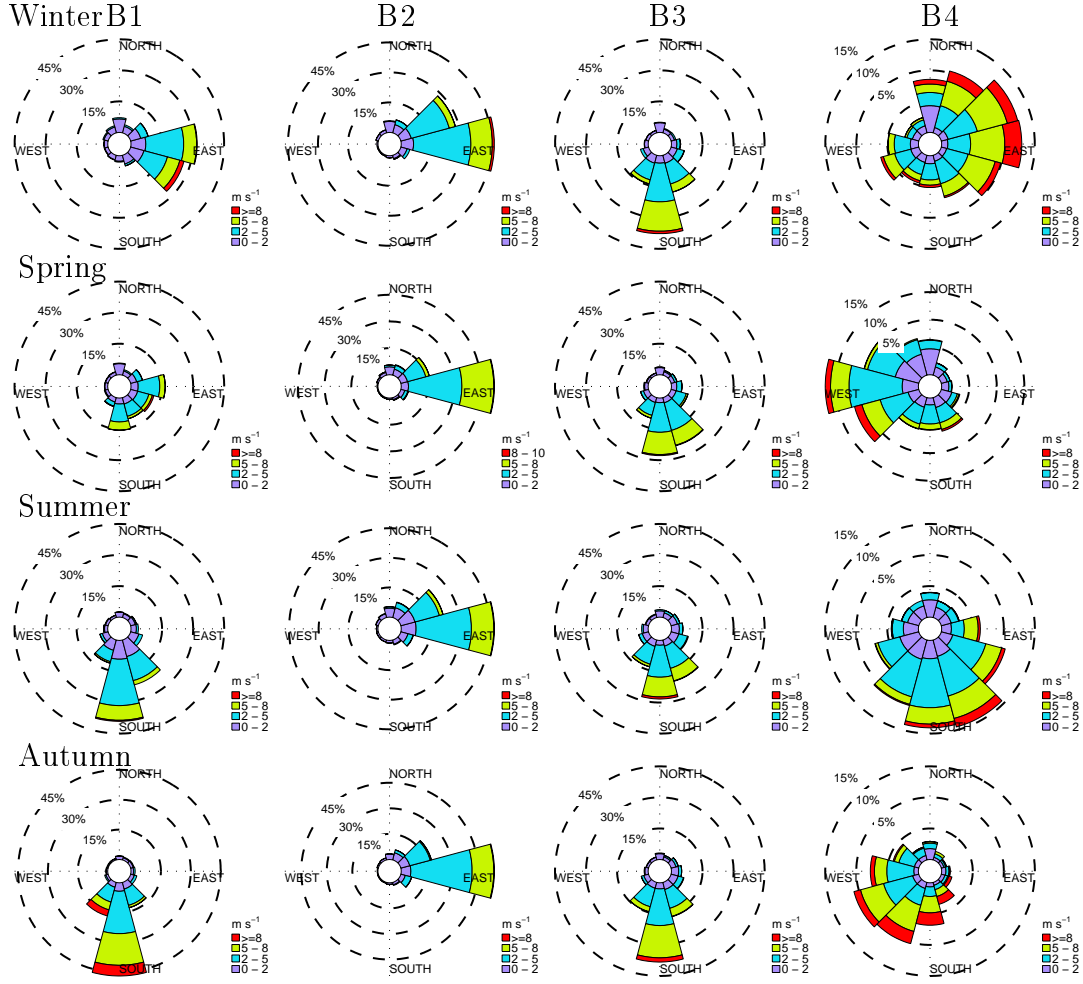 Winter B1 B2 B3 B4
NORTH
45%
30%
15%
WEST
EAST
SOUTH
m s⁻¹
>=8
5 − 8
2 − 5
0 − 2
NORTH
45%
30%
15%
WEST
EAST
SOUTH
m s⁻¹
>=8
5 − 8
2 − 5
0 − 2
NORTH
45%
30%
15%
WEST
EAST
SOUTH
m s⁻¹
>=8
5 − 8
2 − 5
0 − 2
NORTH
15%
10%
5%
WEST
EAST
SOUTH
m s⁻¹
>=8
5 − 8
2 − 5
0 − 2
Spring
NORTH
45%
30%
15%
WEST
EAST
SOUTH
m s⁻¹
>=8
5 − 8
2 − 5
0 − 2
NORTH
45%
30%
15%
WEST
EAST
SOUTH
m s⁻¹
8 − 10
5 − 8
2 − 5
0 − 2
NORTH
45%
30%
15%
WEST
EAST
SOUTH
m s⁻¹
>=8
5 − 8
2 − 5
0 − 2
NORTH
15%
10%
5%
WEST
EAST
SOUTH
m s⁻¹
>=8
5 − 8
2 − 5
0 − 2
Summer
NORTH
45%
30%
15%
WEST
EAST
SOUTH
m s⁻¹
>=8
5 − 8
2 − 5
0 − 2
NORTH
45%
30%
15%
WEST
EAST
SOUTH
m s⁻¹
>=8
5 − 8
2 − 5
0 − 2
NORTH
45%
30%
15%
WEST
EAST
SOUTH
m s⁻¹
>=8
5 − 8
2 − 5
0 − 2
NORTH
15%
10%
5%
WEST
EAST
SOUTH
m s⁻¹
>=8
5 − 8
2 − 5
0 − 2
Autumn
NORTH
45%
30%
15%
WEST
EAST
SOUTH
m s⁻¹
>=8
5 − 8
2 − 5
0 − 2
NORTH
45%
30%
15%
WEST
EAST
SOUTH
m s⁻¹
>=8
5 − 8
2 − 5
0 − 2
NORTH
45%
30%
15%
WEST
EAST
SOUTH
m s⁻¹
>=8
5 − 8
2 − 5
0 − 2
NORTH
15%
10%
5%
WEST
EAST
SOUTH
m s⁻¹
>=8
5 − 8
2 − 5
0 − 2